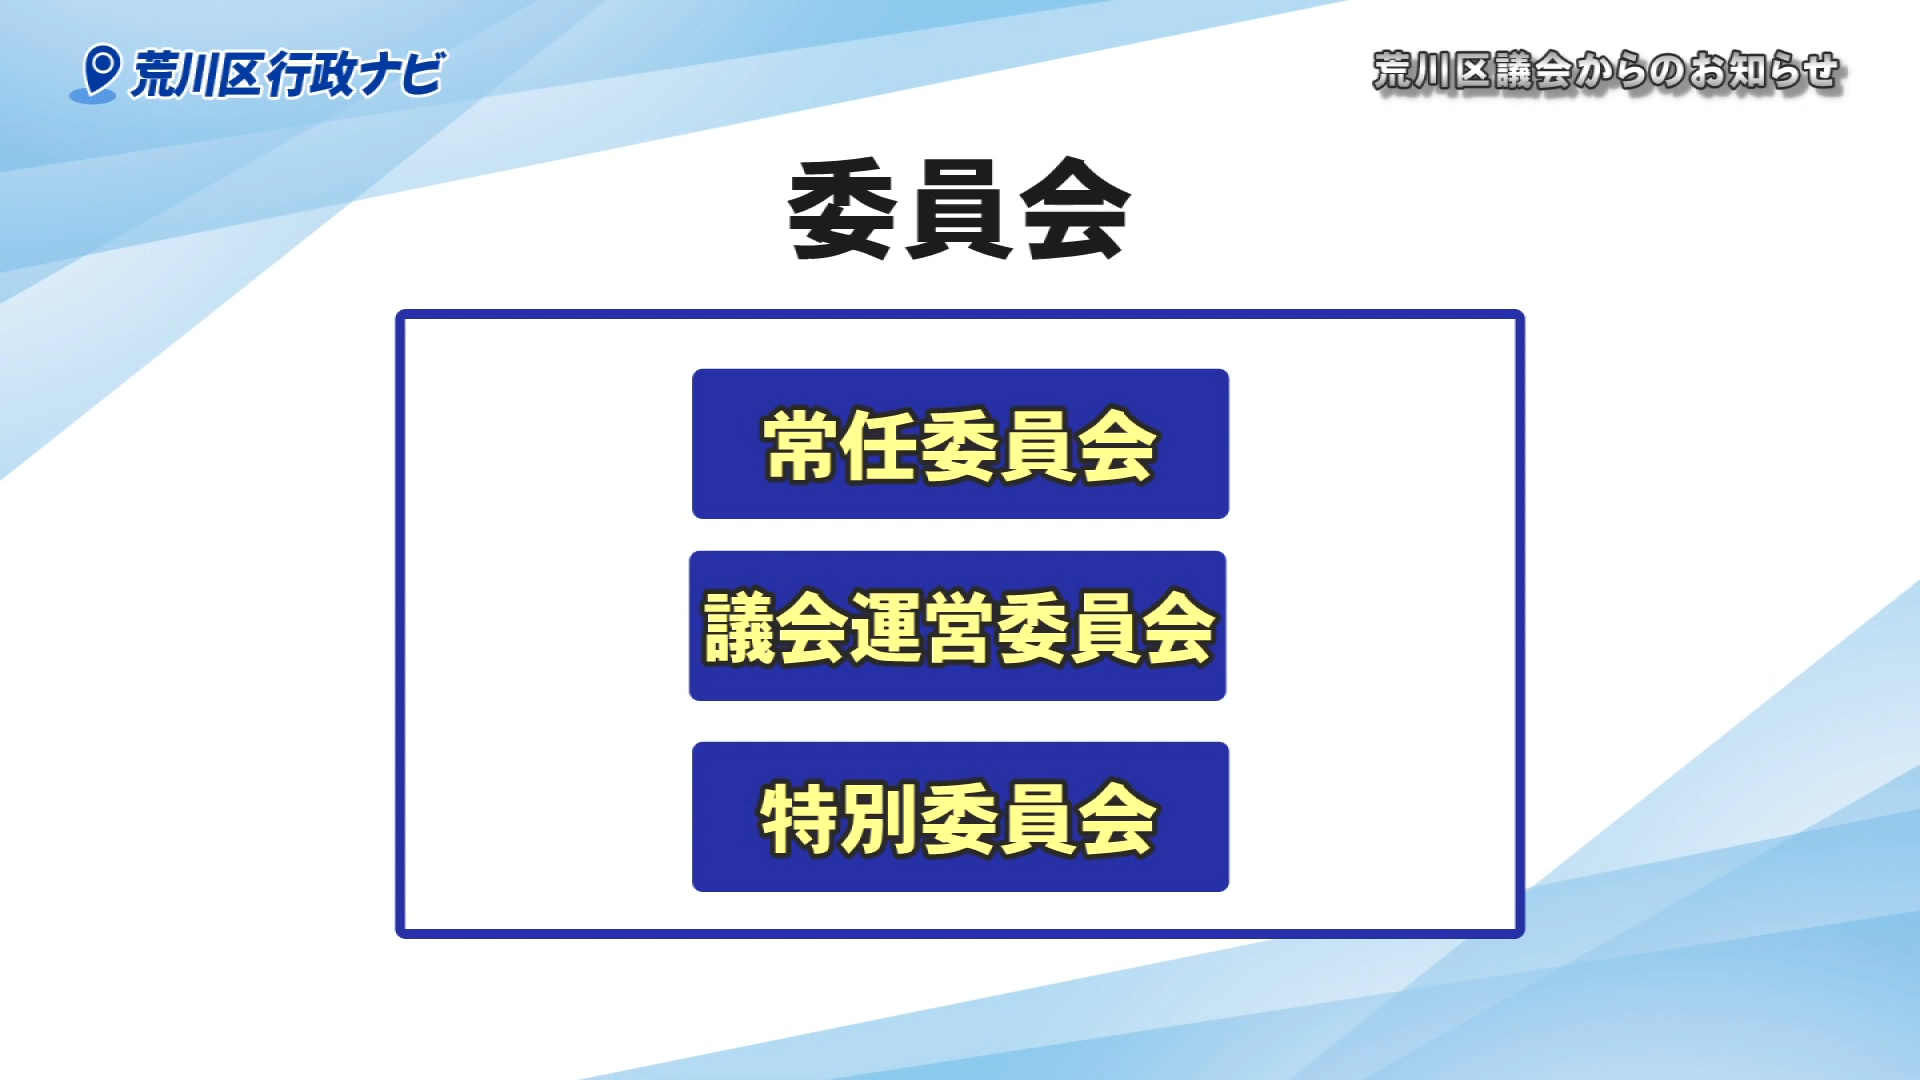 荒川区行政ナビ
荒川区議会からのお知らせ
委員会
常任委員会
議会運営委員会
特別委員会